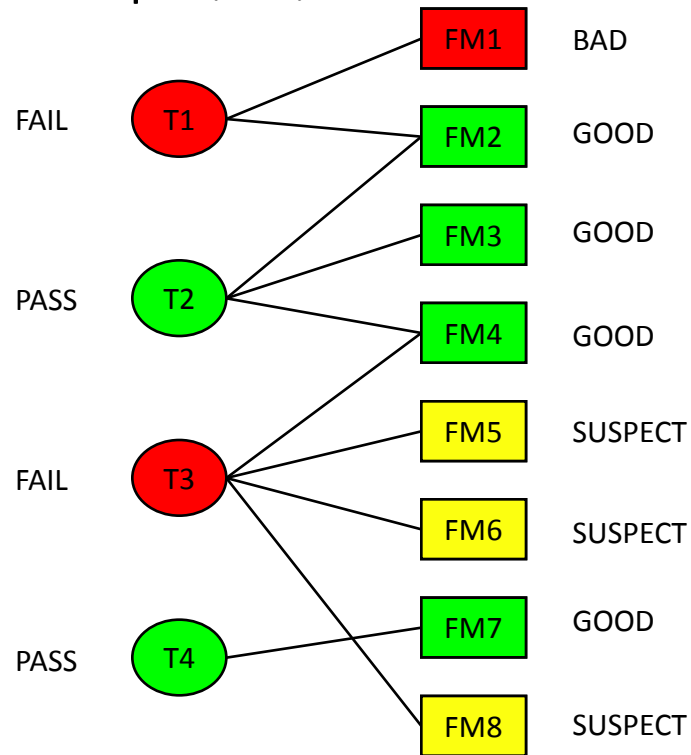 FM1 BAD
FAIL T1
FM2 GOOD
FM3 GOOD
PASS T2
FM4 GOOD
FM5 SUSPECT
FAIL T3
FM6 SUSPECT
FM7 GOOD
PASS T4
FM8 SUSPECT